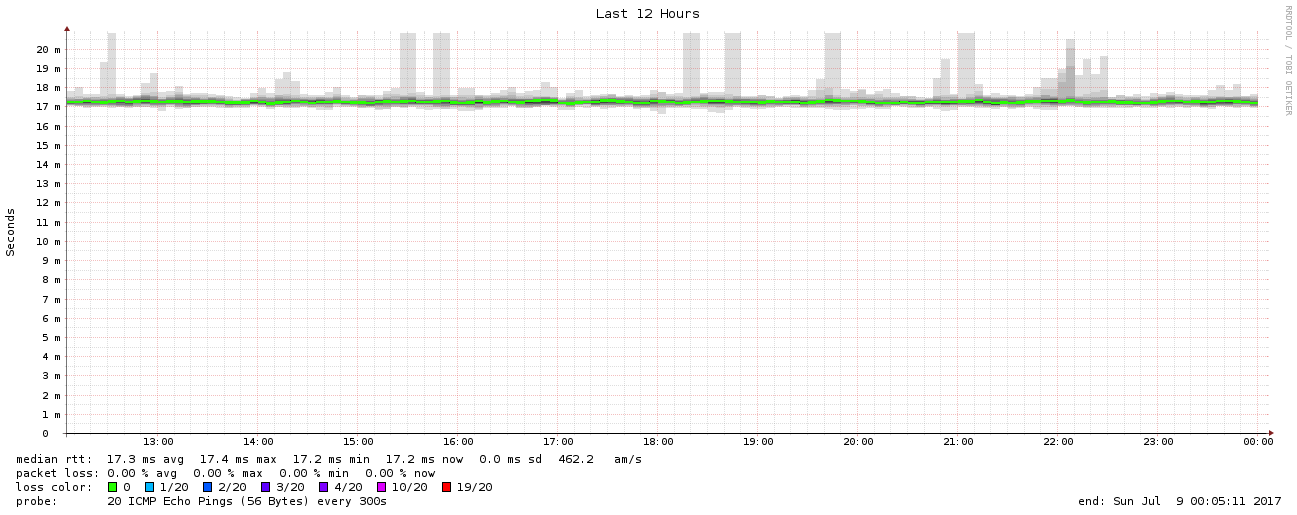 Last 12 Hours
RRDTOOL / TOBI OETIKER
Seconds
20 m
19 m
18 m
17 m
16 m
15 m
14 m
13 m
12 m
11 m
10 m
9 m
8 m
7 m
6 m
5 m
4 m
3 m
2 m
1 m
0
13:00 14:00 15:00 16:00 17:00 18:00 19:00 20:00 21:00 22:00 23:00 00:00
median rtt: 17.3 ms avg 17.4 ms max 17.2 ms min 17.2 ms now 0.0 ms sd 462.2 am/s
packet loss: 0.00 % avg 0.00 % max 0.00 % min 0.00 % now
loss color: 0 1/20 2/20 3/20 4/20 10/20 19/20
probe: 20 ICMP Echo Pings (56 Bytes) every 300s end: Sun Jul 9 00:05:11 2017